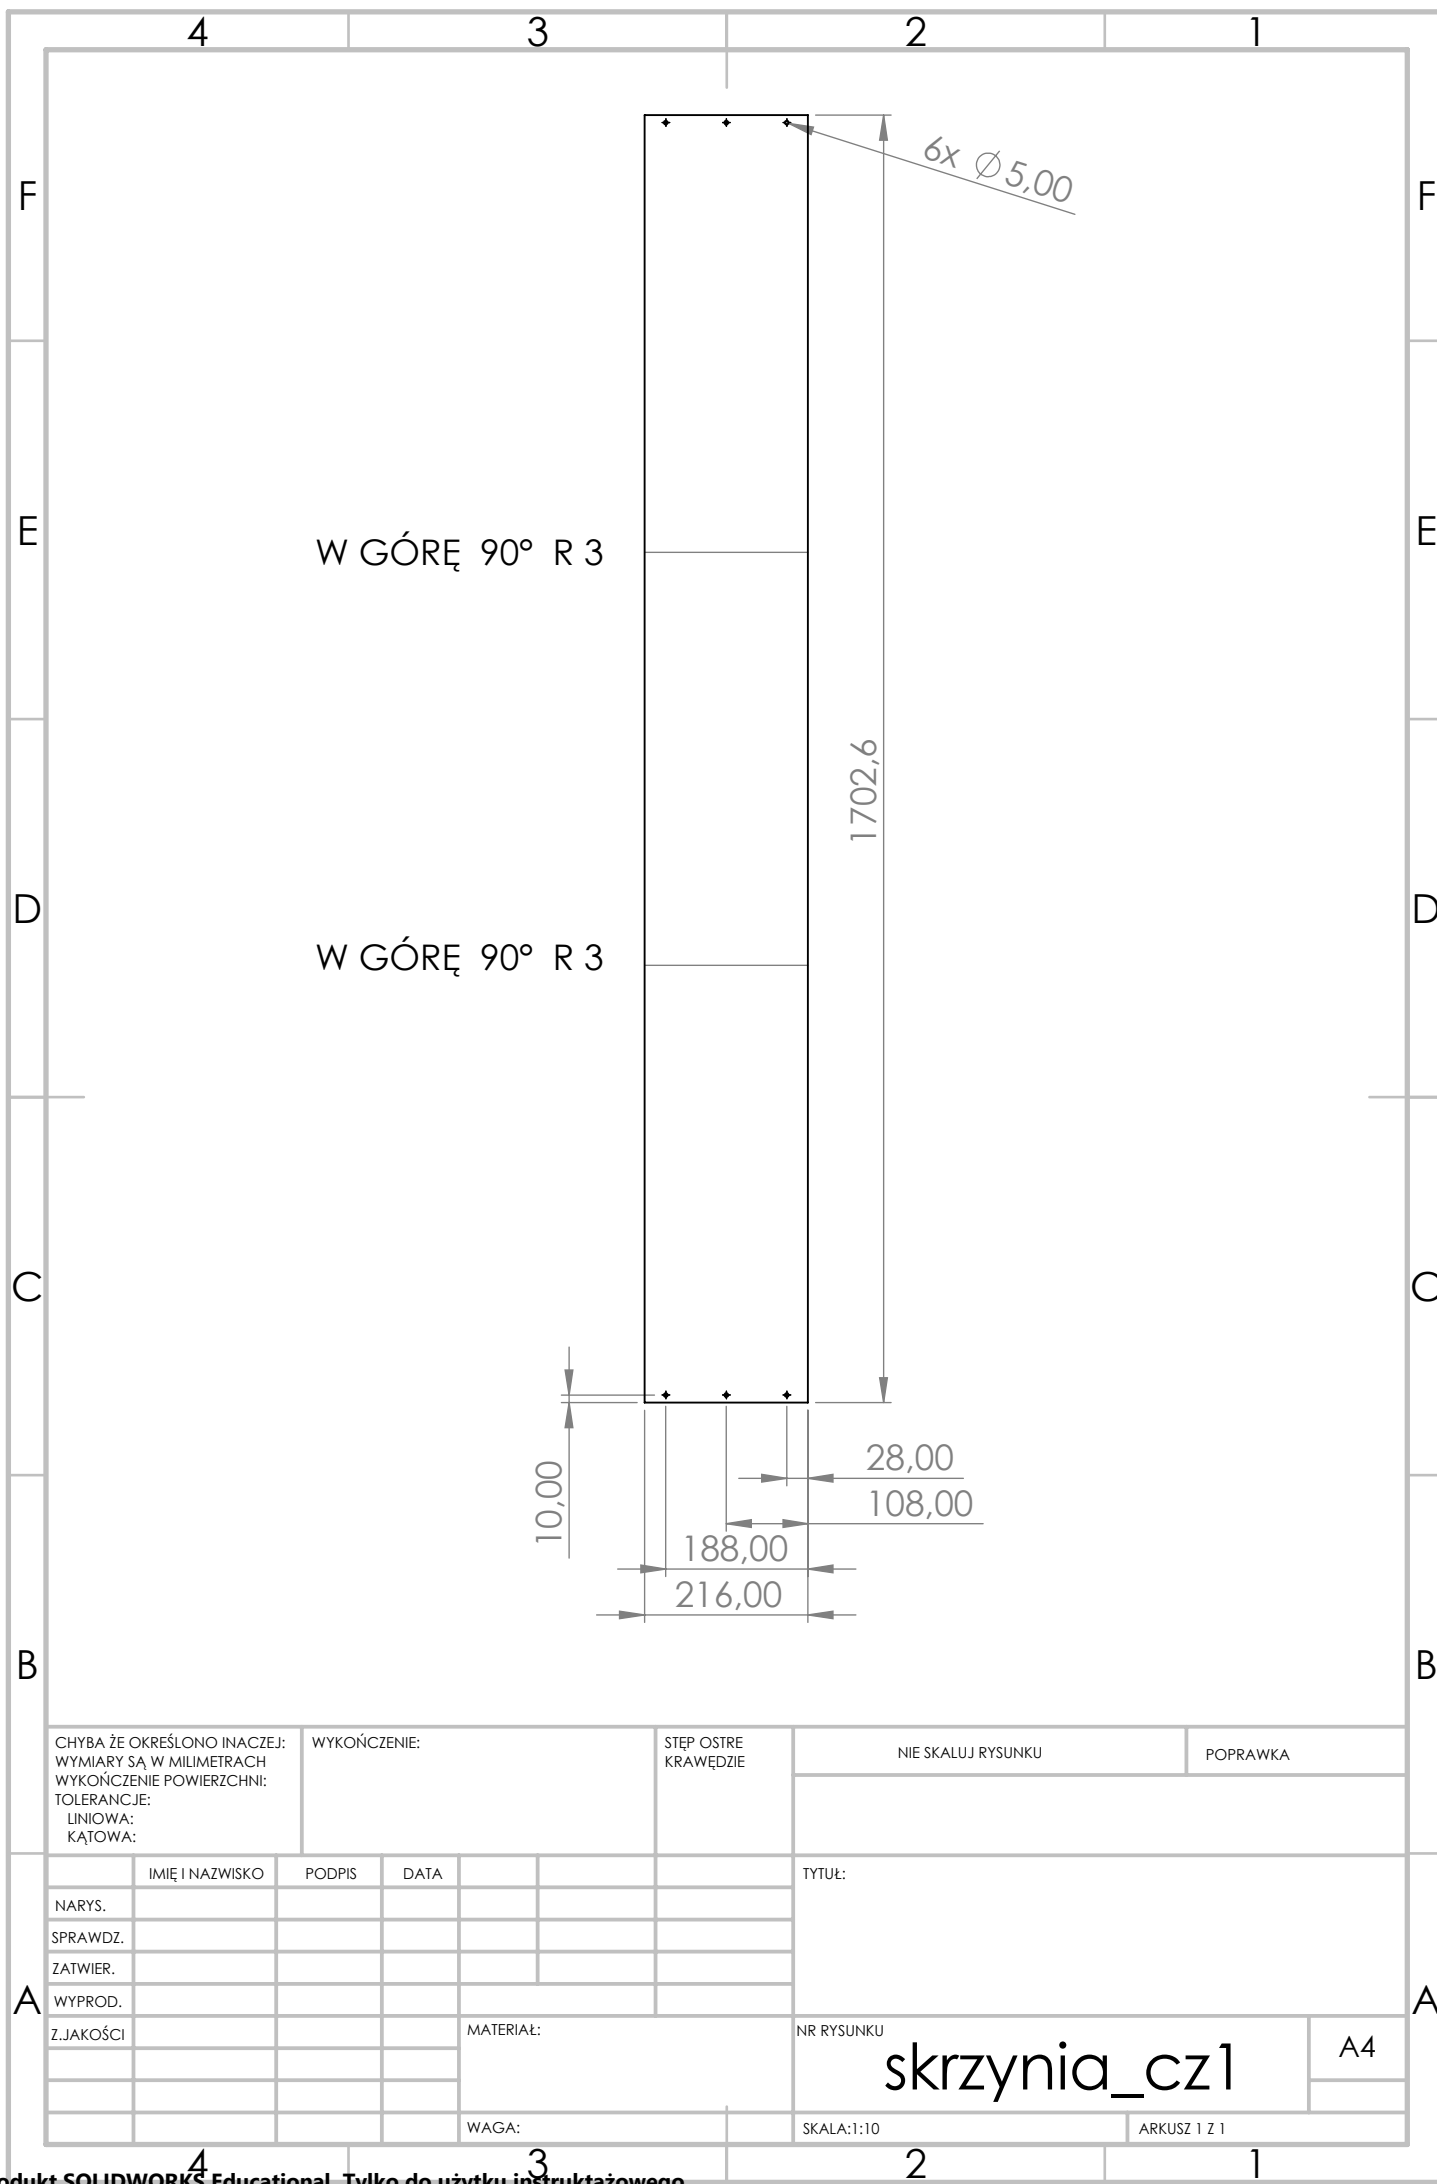 4 3 2 1
6x ∅5,00
F F
W GÓRĘ 90° R 3
E E
1702,6
W GÓRĘ 90° R 3
D D
C C
28,00
10,00
108,00
188,00
216,00
B B
CHYBA ŻE OKREŚLONO INACZEJ:
WYMIARY SĄ W MILIMETRACH
WYKOŃCZENIE POWIERZCHNI:
TOLERANCJE:
LINIOWA:
KĄTOWA:
WYKOŃCZENIE:
STĘP OSTRE
KRAWĘDZIE
NIE SKALUJ RYSUNKU
POPRAWKA
IMIĘ I NAZWISKO PODPIS DATA
TYTUŁ:
NARYS.
SPRAWDZ.
ZATWIER.
WYPROD.
A A
Z.JAKOŚCI
MATERIAŁ:
NR RYSUNKU
skrzynia_cz1
A4
WAGA:
SKALA:1:10
ARKUSZ 1 Z 1
4 3 2 1
odukt SOLIDWORKS Educational. Tylko do użytku instruktażowego.